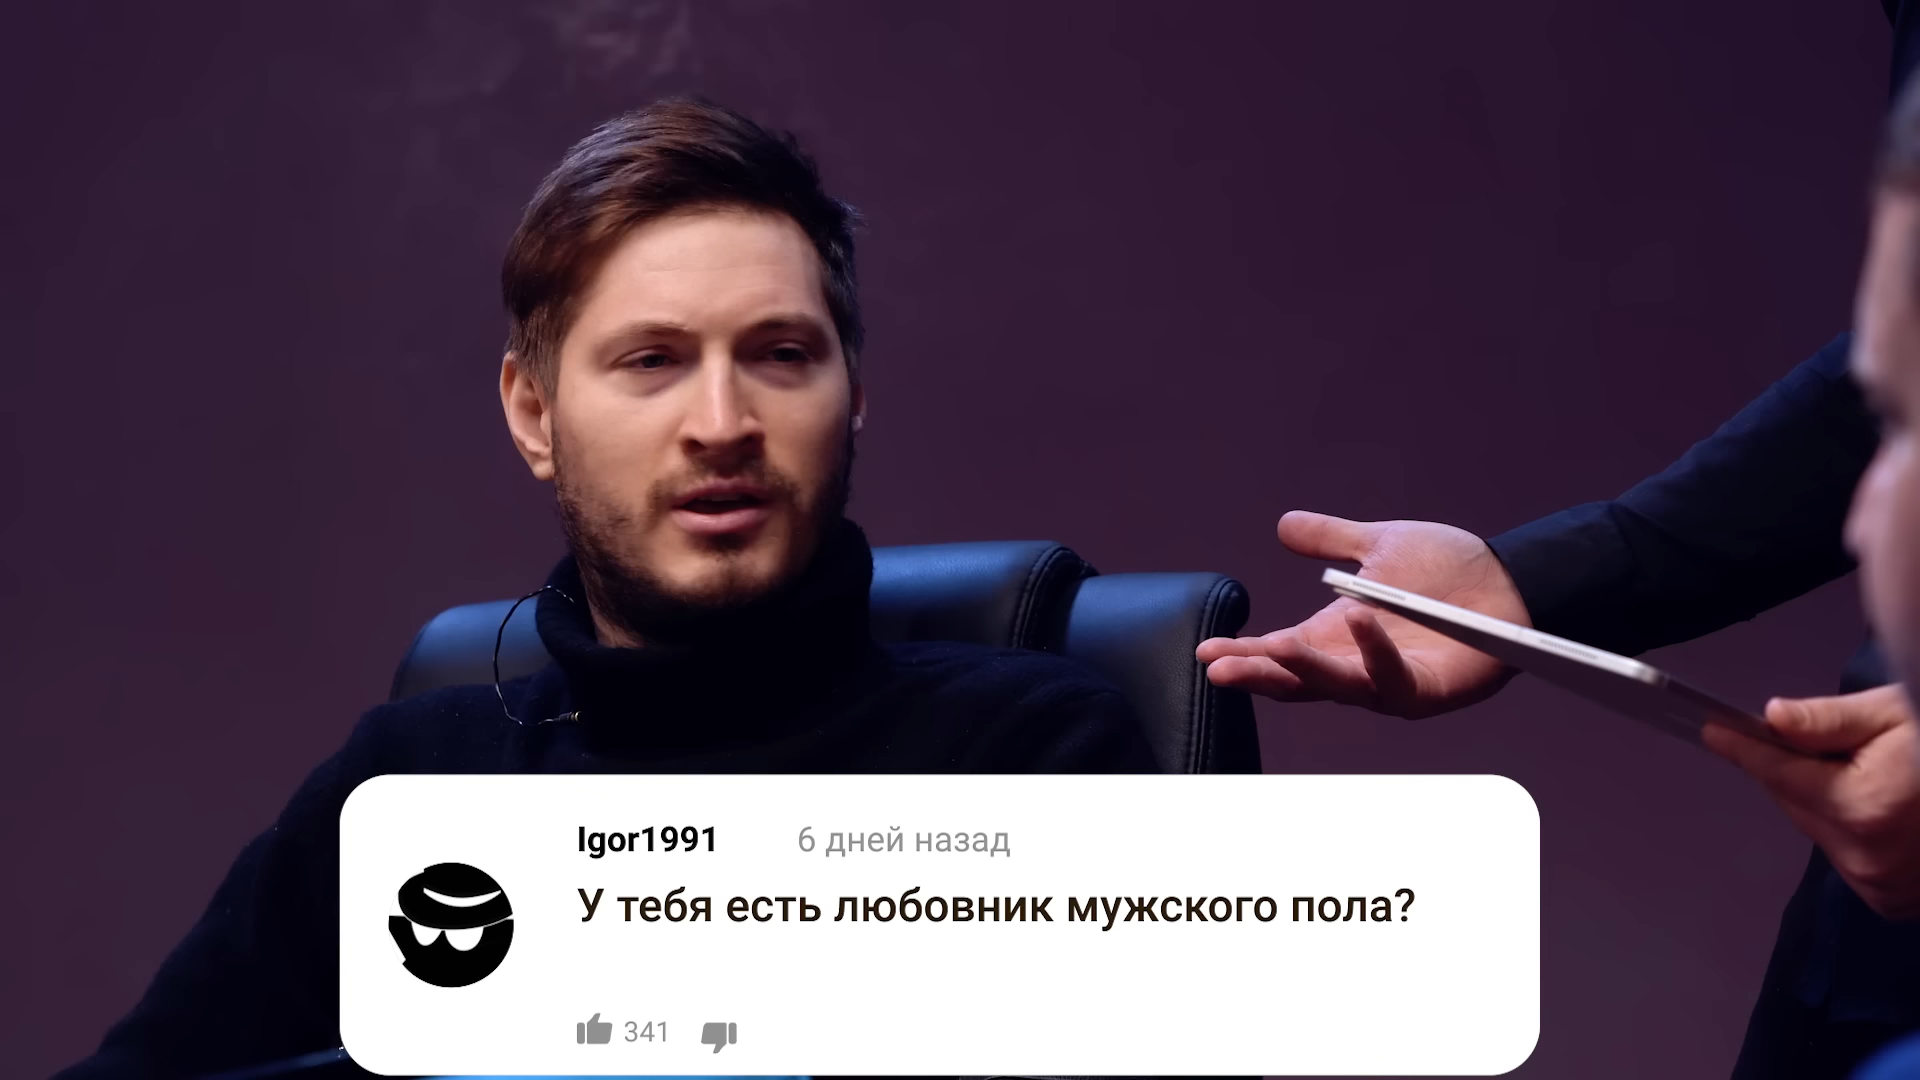 Igor1991 6 дней назад
У тебя есть любовник мужского пола?
341